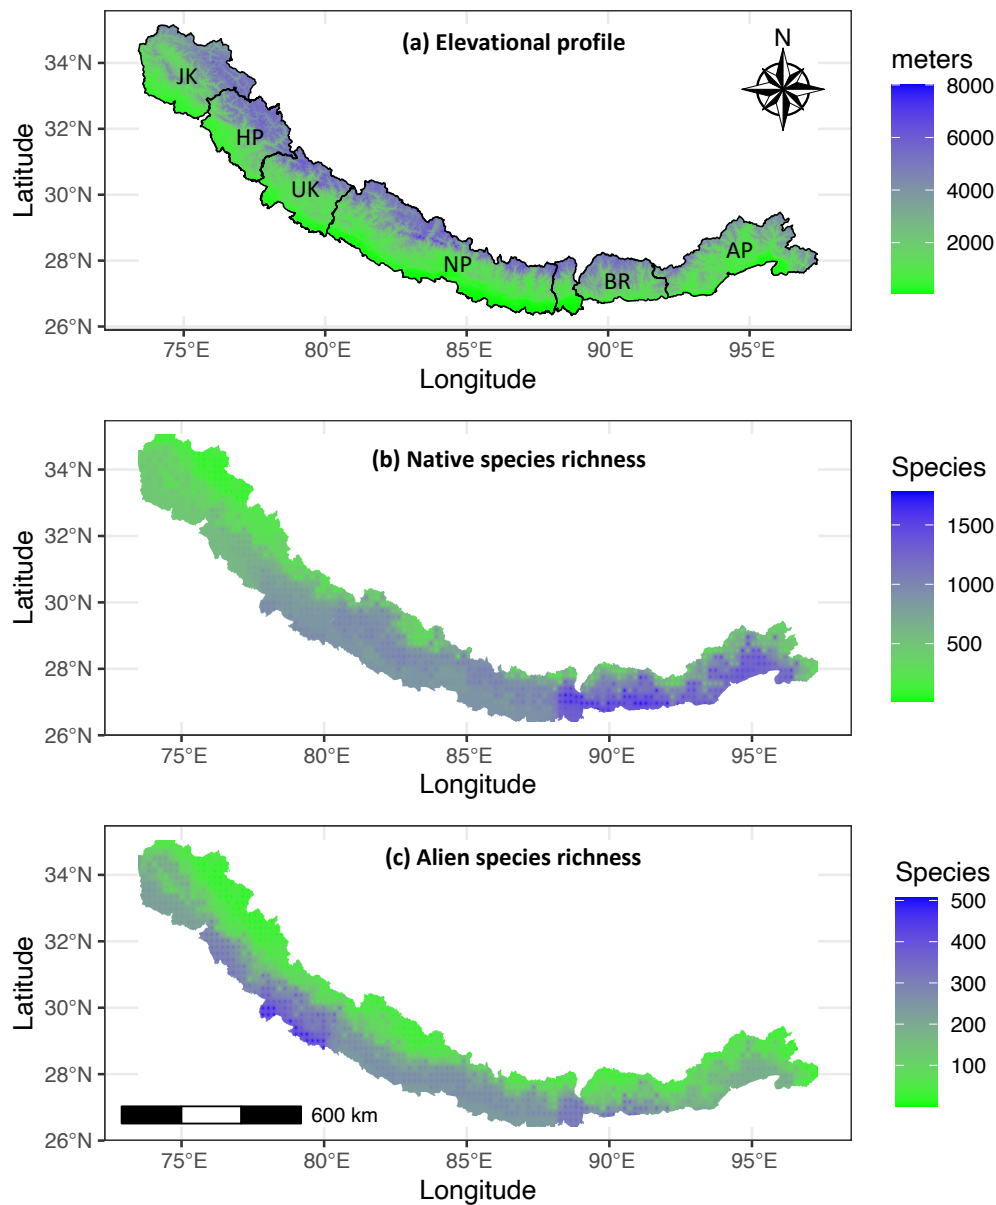 (a) Elevational profile
N
34°N
32°N
30°N
28°N
26°N
Latitude
JK
HP
UK
NP
BR
AP
75°E 80°E 85°E 90°E 95°E
Longitude
meters
8000
6000
4000
2000
(b) Native species richness
34°N
32°N
30°N
28°N
26°N
Latitude
75°E 80°E 85°E 90°E 95°E
Longitude
Species
1500
1000
500
(c) Alien species richness
34°N
32°N
30°N
28°N
26°N
Latitude
600 km
75°E 80°E 85°E 90°E 95°E
Longitude
Species
500
400
300
200
100